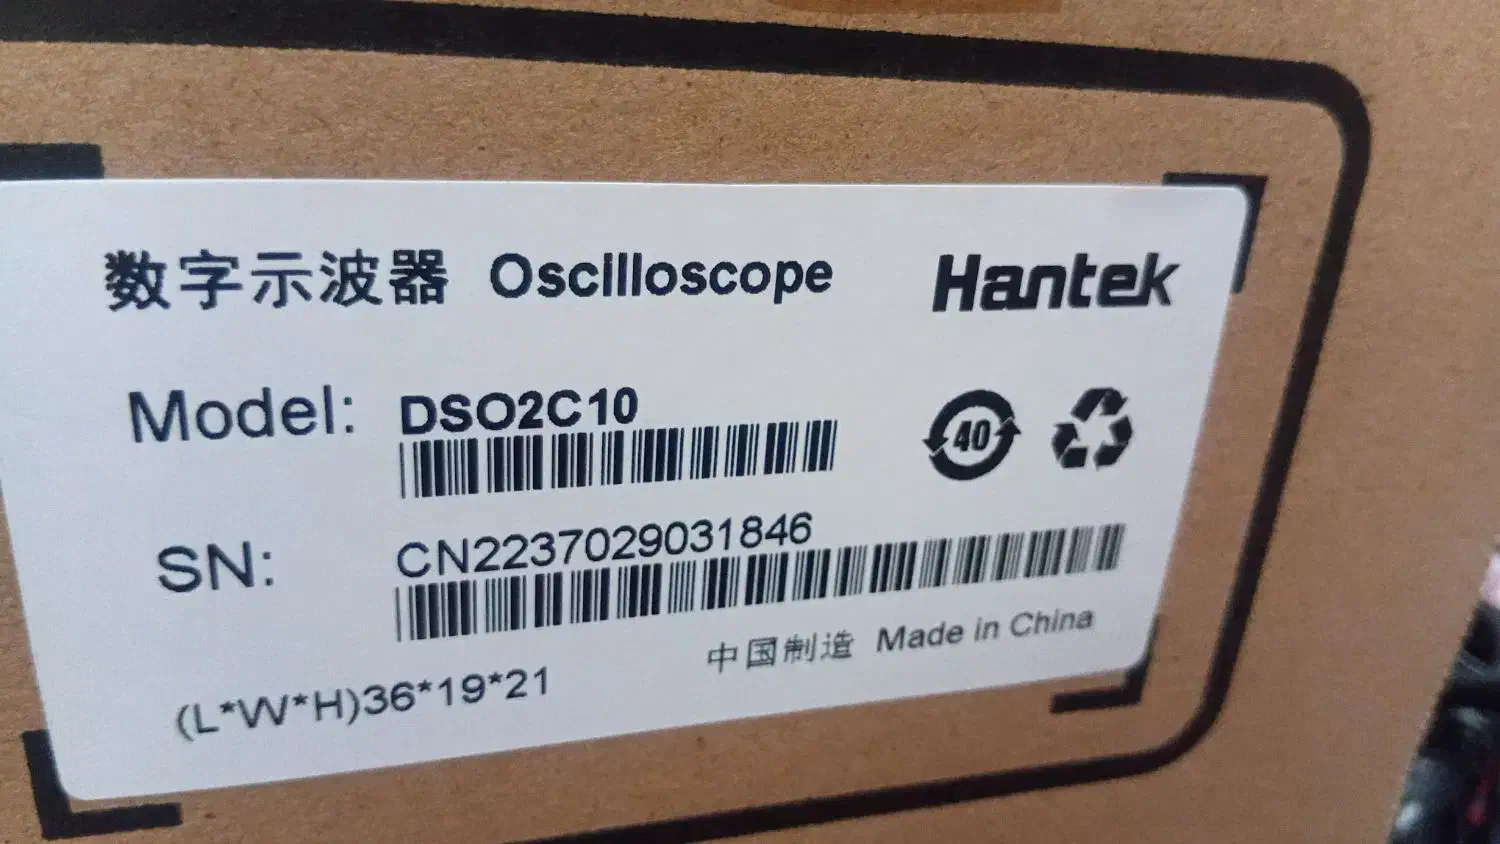 数字示波器 Oscilloscope Hantek
Model: DSO2C10
40
SN: CN2237029031846
中国制造 Made in China
(L*W*H)36*19*21